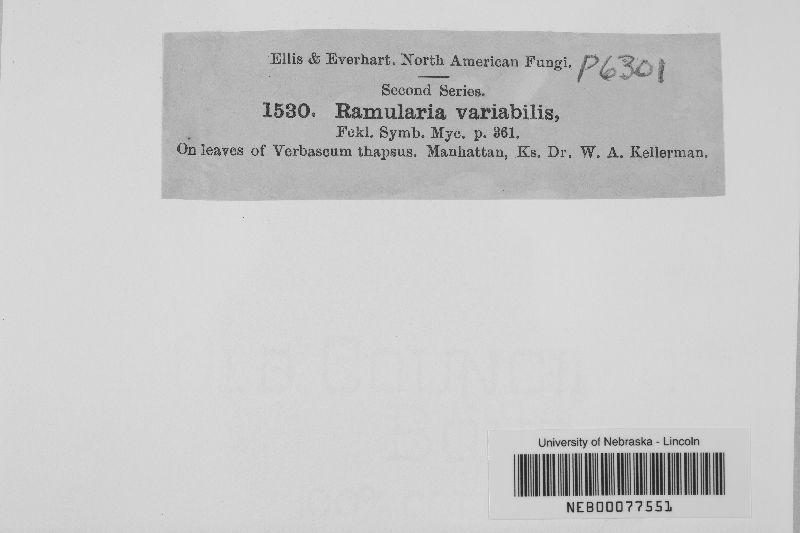 Ellis & Everhart. North American Fungi. P6301
Second Series.
1530. Ramularia variabilis,
Fckl. Symb. Myc. p. 361.
On leaves of Verbascum thapsus. Manhattan, Ks. Dr. W. A. Kellerman.
University of Nebraska - Lincoln
NEB00077551